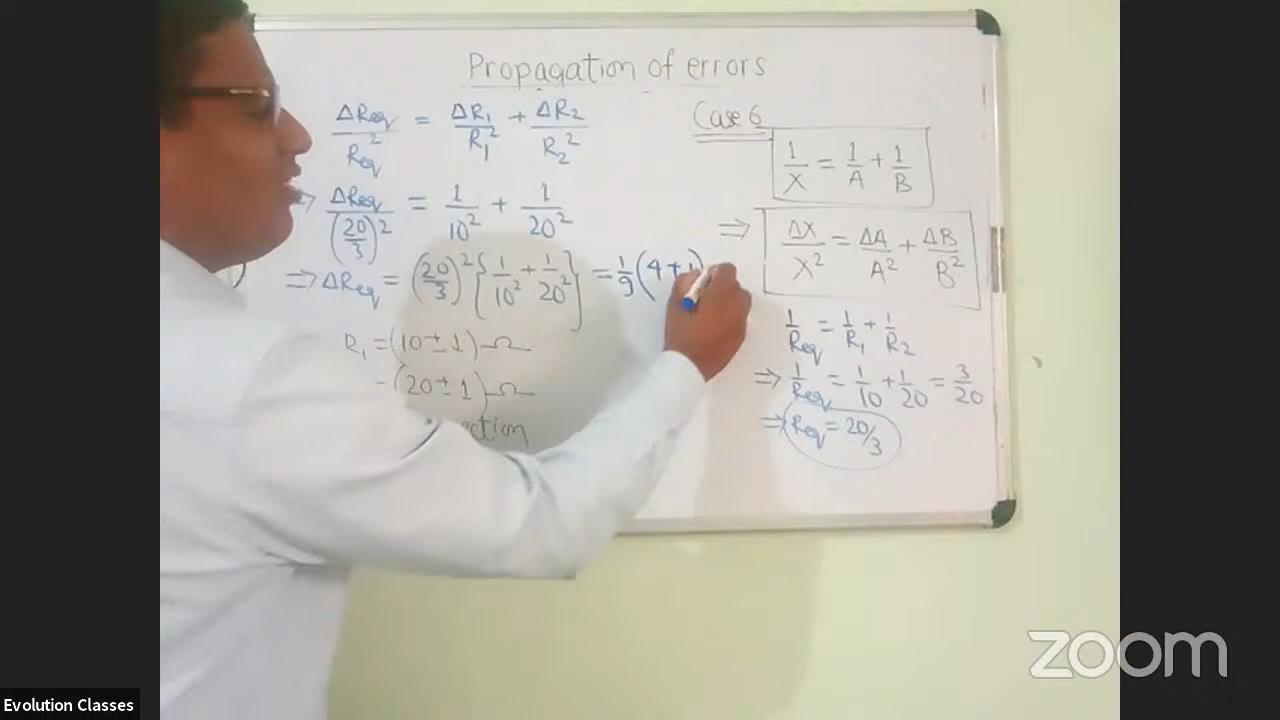 Propagation of errors
ΔReq/Req² = ΔR₁/R₁² + ΔR₂/R₂²
⇒ ΔReq/(20/3)² = 1/10² + 1/20²
⇒ ΔReq = (20/3)² {1/10² + 1/20²} = 1/9 (4 + 1)
R₁ = (10 ± 1) Ω
= (20 ± 1) Ω
Case 6
1/X = 1/A + 1/B
⇒ ΔX/X² = ΔA/A² + ΔB/B²
1/Req = 1/R₁ + 1/R₂
⇒ 1/Req = 1/10 + 1/20 = 3/20
⇒ Req = 20/3
zoom
Evolution Classes